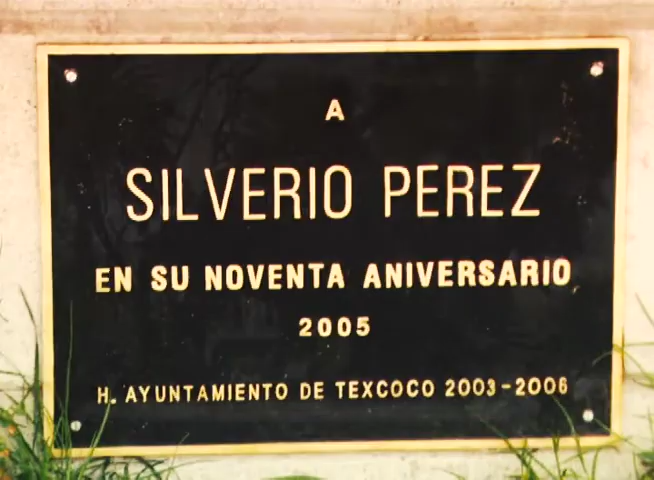 A
SILVERIO PEREZ
EN SU NOVENTA ANIVERSARIO
2005
H. AYUNTAMIENTO DE TEXCOCO 2003-2006